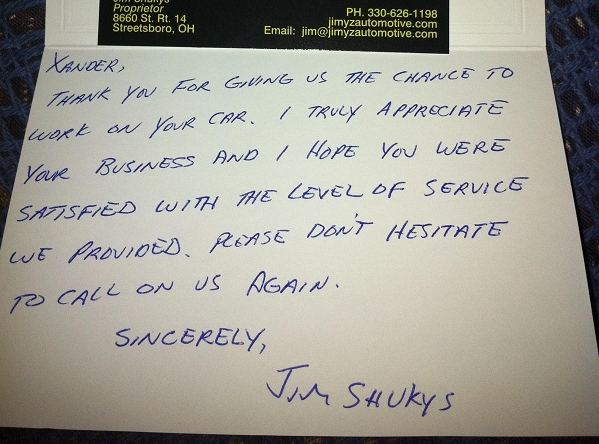 Jim Shukys
Proprietor
8660 St. Rt. 14
Streetsboro, OH
PH. 330-626-1198
jimyzautomotive.com
Email: jim@jimyzautomotive.com
XANDER,
THANK YOU FOR GIVING US THE CHANCE TO
WORK ON YOUR CAR. I TRULY APPRECIATE
YOUR BUSINESS AND I HOPE YOU WERE
SATISFIED WITH THE LEVEL OF SERVICE
WE PROVIDED. PLEASE DON'T HESITATE
TO CALL ON US AGAIN.
SINCERELY,
JIM SHUKYS